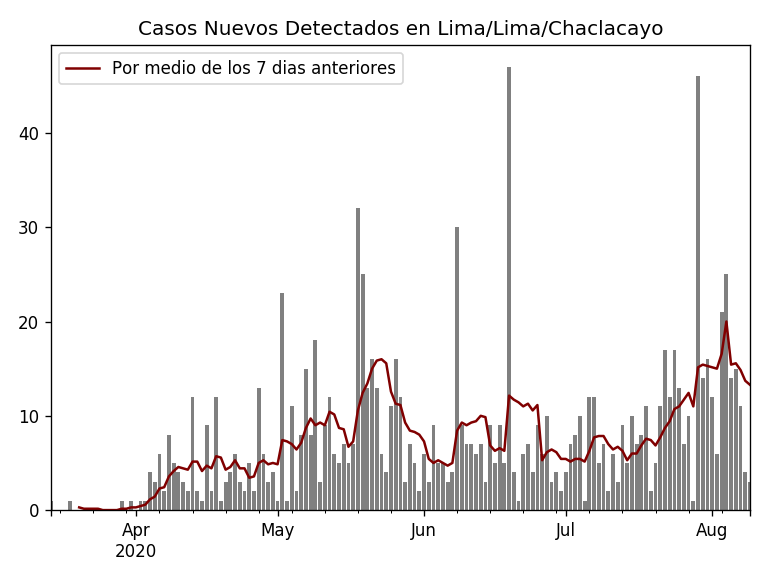 Casos Nuevos Detectados en Lima/Lima/Chaclacayo
Por medio de los 7 dias anteriores
40
30
20
10
0
Apr May Jun Jul Aug
2020